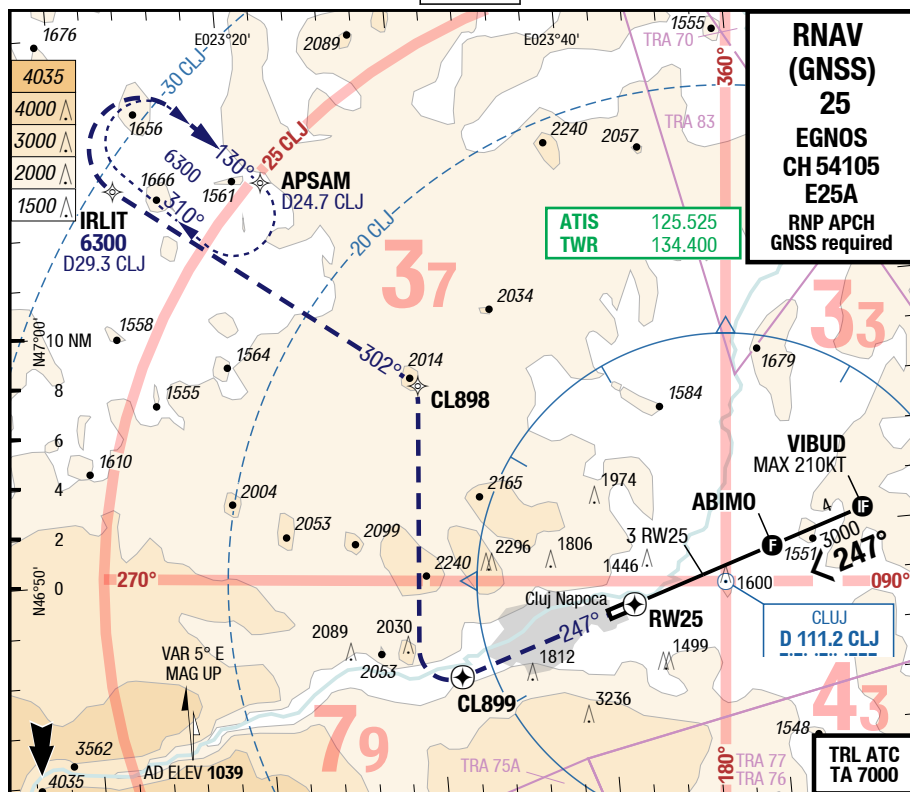 1676
E023°20'
2089
E023°40'
1555
TRA 70
RNAV
(GNSS)
25
EGNOS
CH 54105
E25A
RNP APCH
GNSS required
4035
4000
3000
2000
1500
30 CLJ
360°
1656
25 CLJ
TRA 83
2240
2057
130°
6300
1561
1666
310°
APSAM
D24.7 CLJ
IRLIT
6300
D29.3 CLJ
20 CLJ
ATIS 125.525
TWR 134.400
37
33
2034
N47°00'
10 NM
1558
1564
302°
2014
CL898
1679
1584
8
1555
6
1610
4
2004
2165
1974
VIBUD
MAX 210KT
ABIMO
4
2
2053
2099
2296
1806
3 RW25
1446
1551
3000
247°
N46°50'
0
270°
2240
1600
090°
Cluj Napoca
RW25
247°
CLUJ
D 111.2 CLJ
2089
2030
2053
1812
1499
VAR 5° E
MAG UP
CL899
3236
79
43
1548
3562
4035
AD ELEV 1039
TRA 75A
180°
TRA 77
TRA 76
TRL ATC
TA 7000